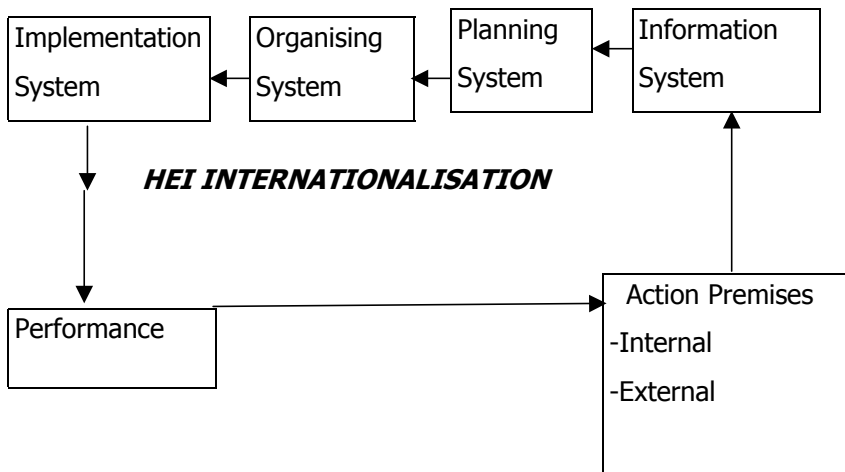 Implementation
System
Organising
System
Planning
System
Information
System
HEI INTERNATIONALISATION
Performance
Action Premises
-Internal
-External